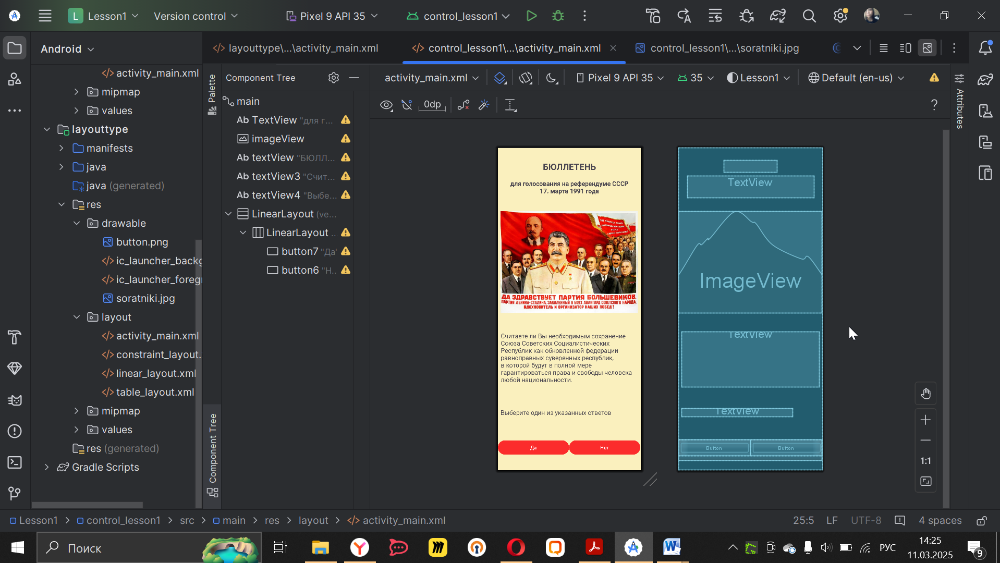 L Lesson1
Version control
Pixel 9 API 35
control_lesson1
Android
layouttype\...\activity_main.xml
control_lesson1\...\activity_main.xml
control_lesson1\...\soratniki.jpg
activity_main.xml
mipmap
values
layouttype
manifests
java
java (generated)
res
drawable
button.png
ic_launcher_backg
ic_launcher_foregr
soratniki.jpg
layout
activity_main.xml
constraint_layout.
linear_layout.xml
table_layout.xml
mipmap
values
res (generated)
Gradle Scripts
Palette
Component Tree
Component Tree
main
Ab TextView "для г...
imageView
Ab textView "БЮЛЛ...
Ab textView3 "Счит...
Ab textView4 "Выбе...
LinearLayout (ve...
LinearLayout ...
button7 "Да"
button6 "Н...
activity_main.xml
Pixel 9 API 35
35
Lesson1
Default (en-us)
0dp
?
Attributes
БЮЛЛЕТЕНЬ
для голосования на референдуме СССР
17. марта 1991 года
ДА ЗДРАВСТВУЕТ ПАРТИЯ БОЛЬШЕВИКОВ,
ПАРТИЯ ЛЕНИНА-СТАЛИНА, ЗАКАЛЕННЫЙ В БОЯХ АВАНГАРД СОВЕТСКОГО НАРОДА,
ВДОХНОВИТЕЛЬ И ОРГАНИЗАТОР НАШИХ ПОБЕД!
Считаете ли Вы необходимым сохранение
Союза Советских Социалистических
Республик как обновленной федерации
равноправных суверенных республик,
в которой будут в полной мере
гарантироваться права и свободы человека
любой национальности.
Выберите один из указанных ответов
Да
Нет
TextView
ImageView
TextView
TextView
Button
Button
1:1
Lesson1 > control_lesson1 > src > main > res > layout > activity_main.xml
25:5
LF
UTF-8
4 spaces
Поиск
РУС
14:25
11.03.2025
9